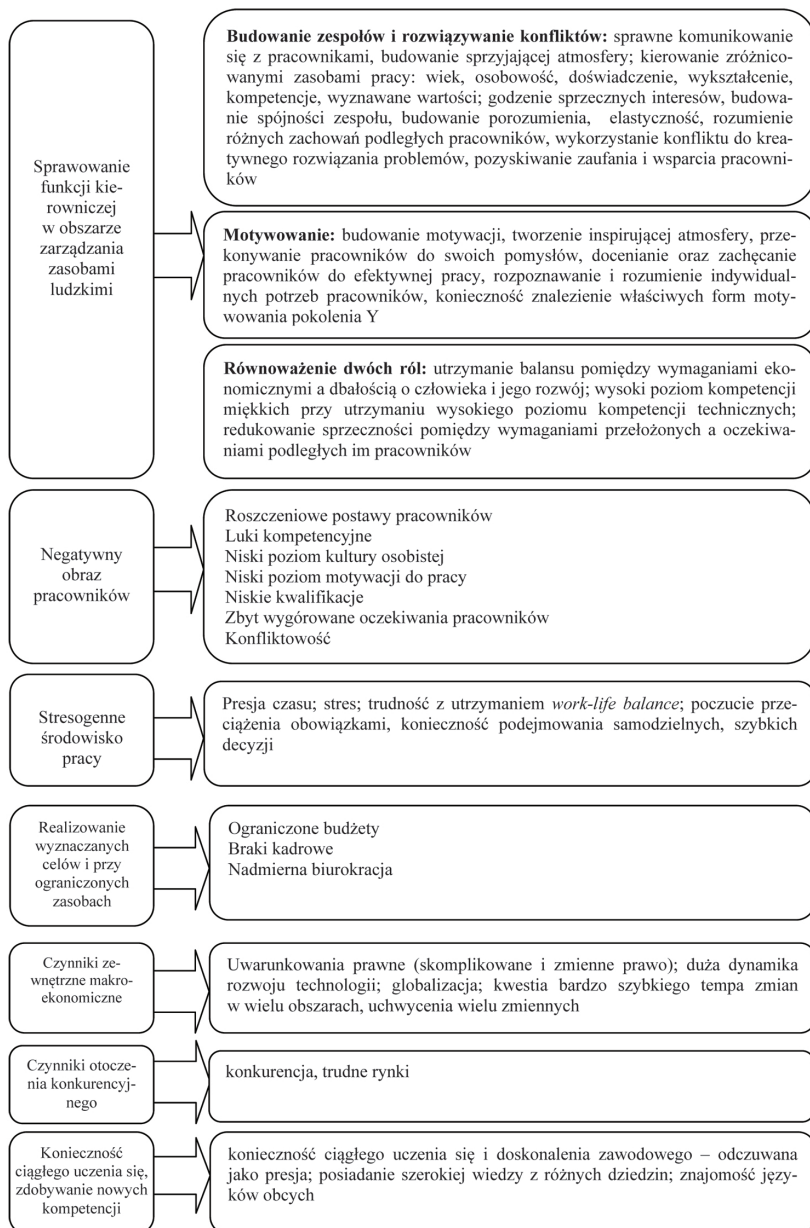 Sprawowanie
funkcji kie-
rowniczej
w obszarze
zarządzania
zasobami
ludzkimi
Budowanie zespołów i rozwiązywanie konfliktów: sprawne komunikowanie
się z pracownikami, budowanie sprzyjającej atmosfery; kierowanie zróżnico-
wanymi zasobami pracy: wiek, osobowość, doświadczenie, wykształcenie,
kompetencje, wyznawane wartości; godzenie sprzecznych interesów, budowa-
nie spójności zespołu, budowanie porozumienia, elastyczność, rozumienie
różnych zachowań podległych pracowników, wykorzystanie konfliktu do krea-
tywnego rozwiązania problemów, pozyskiwanie zaufania i wsparcia pracowni-
ków
Motywowanie: budowanie motywacji, tworzenie inspirującej atmosfery, prze-
konywanie pracowników do swoich pomysłów, docenianie oraz zachęcanie
pracowników do efektywnej pracy, rozpoznawanie i rozumienie indywidual-
nych potrzeb pracowników, konieczność znalezienie właściwych form moty-
wowania pokolenia Y
Równoważenie dwóch ról: utrzymanie balansu pomiędzy wymaganiami eko-
nomicznymi a dbałością o człowieka i jego rozwój; wysoki poziom kompetencji
miękkich przy utrzymaniu wysokiego poziomu kompetencji technicznych;
redukowanie sprzeczności pomiędzy wymaganiami przełożonych a oczekiwa-
niami podległych im pracowników
Negatywny
obraz
pracowników
Roszczeniowe postawy pracowników
Luki kompetencyjne
Niski poziom kultury osobistej
Niski poziom motywacji do pracy
Niskie kwalifikacje
Zbyt wygórowane oczekiwania pracowników
Konfliktowość
Stresogenne
środowisko
pracy
Presja czasu; stres; trudność z utrzymaniem work-life balance; poczucie prze-
ciążenia obowiązkami, konieczność podejmowania samodzielnych, szybkich
decyzji
Realizowanie
wyznaczanych
celów i przy
ograniczonych
zasobach
Ograniczone budżety
Braki kadrowe
Nadmierna biurokracja
Czynniki ze-
wnętrzne makro-
ekonomiczne
Uwarunkowania prawne (skomplikowane i zmienne prawo); duża dynamika
rozwoju technologii; globalizacja; kwestia bardzo szybkiego tempa zmian
w wielu obszarach, uchwycenia wielu zmiennych
Czynniki otocze-
nia konkurencyj-
nego
konkurencja, trudne rynki
Konieczność
ciągłego uczenia się,
zdobywanie nowych
kompetencji
konieczność ciągłego uczenia się i doskonalenia zawodowego – odczuwana
jako presja; posiadanie szerokiej wiedzy z różnych dziedzin; znajomość języ-
ków obcych